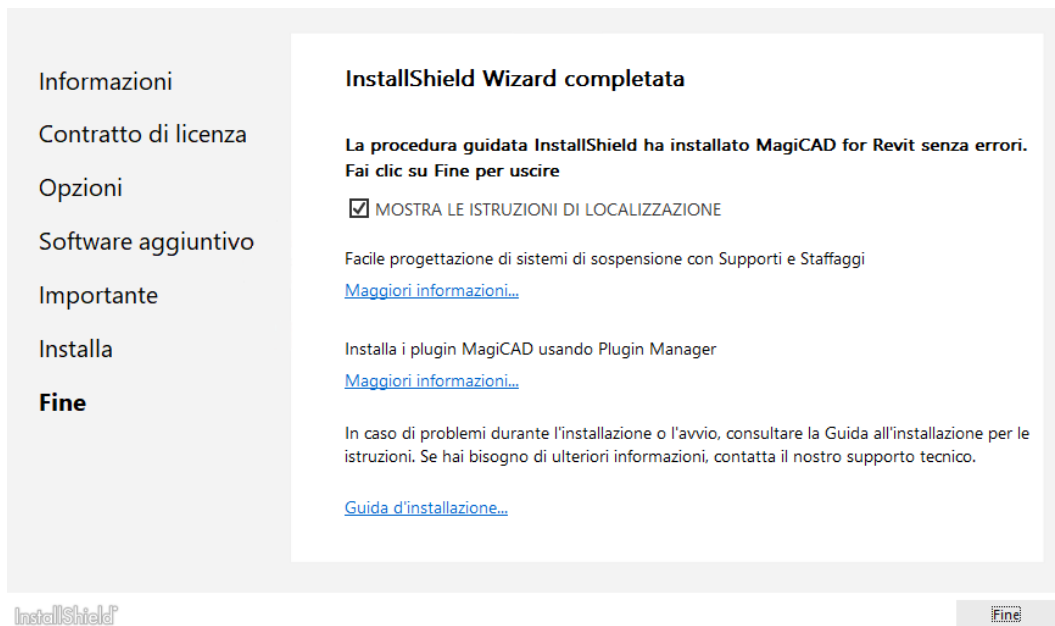 Informazioni
Contratto di licenza
Opzioni
Software aggiuntivo
Importante
Installa
Fine
InstallShield Wizard completata
La procedura guidata InstallShield ha installato MagiCAD for Revit senza errori.
Fai clic su Fine per uscire
MOSTRA LE ISTRUZIONI DI LOCALIZZAZIONE
Facile progettazione di sistemi di sospensione con Supporti e Staffaggi
Maggiori informazioni...
Installa i plugin MagiCAD usando Plugin Manager
Maggiori informazioni...
In caso di problemi durante l'installazione o l'avvio, consultare la Guida all'installazione per le
istruzioni. Se hai bisogno di ulteriori informazioni, contatta il nostro supporto tecnico.
Guida d'installazione...
InstallShield
Fine